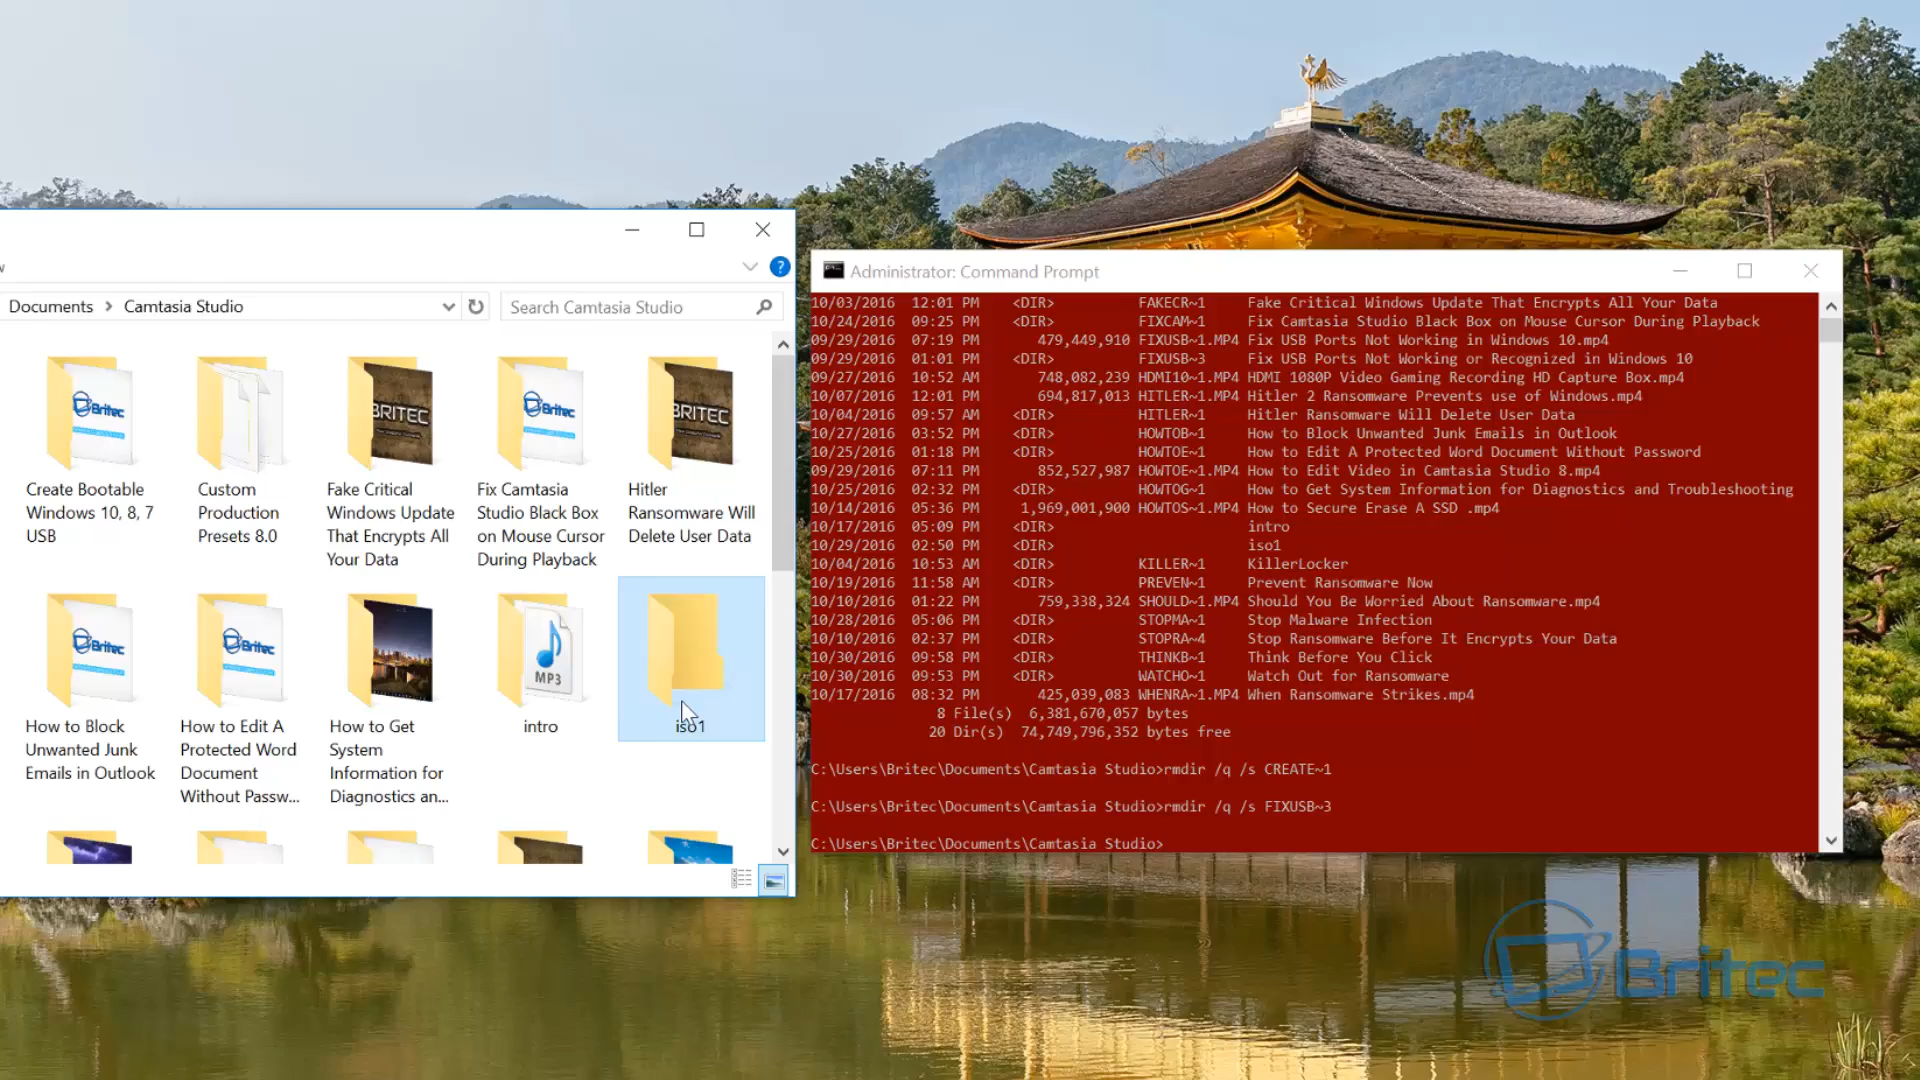 Documents > Camtasia Studio
Search Camtasia Studio
Create Bootable
Windows 10, 8, 7
USB
Custom
Production
Presets 8.0
Fake Critical
Windows Update
That Encrypts All
Your Data
Fix Camtasia
Studio Black Box
on Mouse Cursor
During Playback
Hitler
Ransomware Will
Delete User Data
Britec
BRITEC
Britec
BRITEC
How to Block
Unwanted Junk
Emails in Outlook
How to Edit A
Protected Word
Document
Without Passw...
How to Get
System
Information for
Diagnostics an...
intro
iso1
Britec
Britec
MP3
Administrator: Command Prompt
10/03/2016 12:01 PM <DIR> FAKECR~1 Fake Critical Windows Update That Encrypts All Your Data
10/24/2016 09:25 PM <DIR> FIXCAM~1 Fix Camtasia Studio Black Box on Mouse Cursor During Playback
09/29/2016 07:19 PM 479,449,910 FIXUSB~1.MP4 Fix USB Ports Not Working in Windows 10.mp4
09/29/2016 01:01 PM <DIR> FIXUSB~3 Fix USB Ports Not Working or Recognized in Windows 10
09/27/2016 10:52 AM 748,082,239 HDMI10~1.MP4 HDMI 1080P Video Gaming Recording HD Capture Box.mp4
10/07/2016 12:01 PM 694,817,013 HITLER~1.MP4 Hitler 2 Ransomware Prevents use of Windows.mp4
10/04/2016 09:57 AM <DIR> HITLER~1 Hitler Ransomware Will Delete User Data
10/27/2016 03:52 PM <DIR> HOWTOB~1 How to Block Unwanted Junk Emails in Outlook
10/25/2016 01:18 PM <DIR> HOWTOE~1 How to Edit A Protected Word Document Without Password
09/29/2016 07:11 PM 852,527,987 HOWTOE~1.MP4 How to Edit Video in Camtasia Studio 8.mp4
10/25/2016 02:32 PM <DIR> HOWTOG~1 How to Get System Information for Diagnostics and Troubleshooting
10/14/2016 05:36 PM 1,969,001,900 HOWTOS~1.MP4 How to Secure Erase A SSD .mp4
10/17/2016 05:09 PM <DIR> intro
10/29/2016 02:50 PM <DIR> iso1
10/04/2016 10:53 AM <DIR> KILLER~1 KillerLocker
10/19/2016 11:58 AM <DIR> PREVEN~1 Prevent Ransomware Now
10/10/2016 01:22 PM 759,338,324 SHOULD~1.MP4 Should You Be Worried About Ransomware.mp4
10/28/2016 05:06 PM <DIR> STOPMA~1 Stop Malware Infection
10/10/2016 02:37 PM <DIR> STOPRA~4 Stop Ransomware Before It Encrypts Your Data
10/30/2016 09:58 PM <DIR> THINKB~1 Think Before You Click
10/30/2016 09:53 PM <DIR> WATCHO~1 Watch Out for Ransomware
10/17/2016 08:32 PM 425,039,083 WHENRA~1.MP4 When Ransomware Strikes.mp4
8 File(s) 6,381,670,057 bytes
20 Dir(s) 74,749,796,352 bytes free
C:\Users\Britec\Documents\Camtasia Studio>rmdir /q /s CREATE~1
C:\Users\Britec\Documents\Camtasia Studio>rmdir /q /s FIXUSB~3
C:\Users\Britec\Documents\Camtasia Studio>
Britec